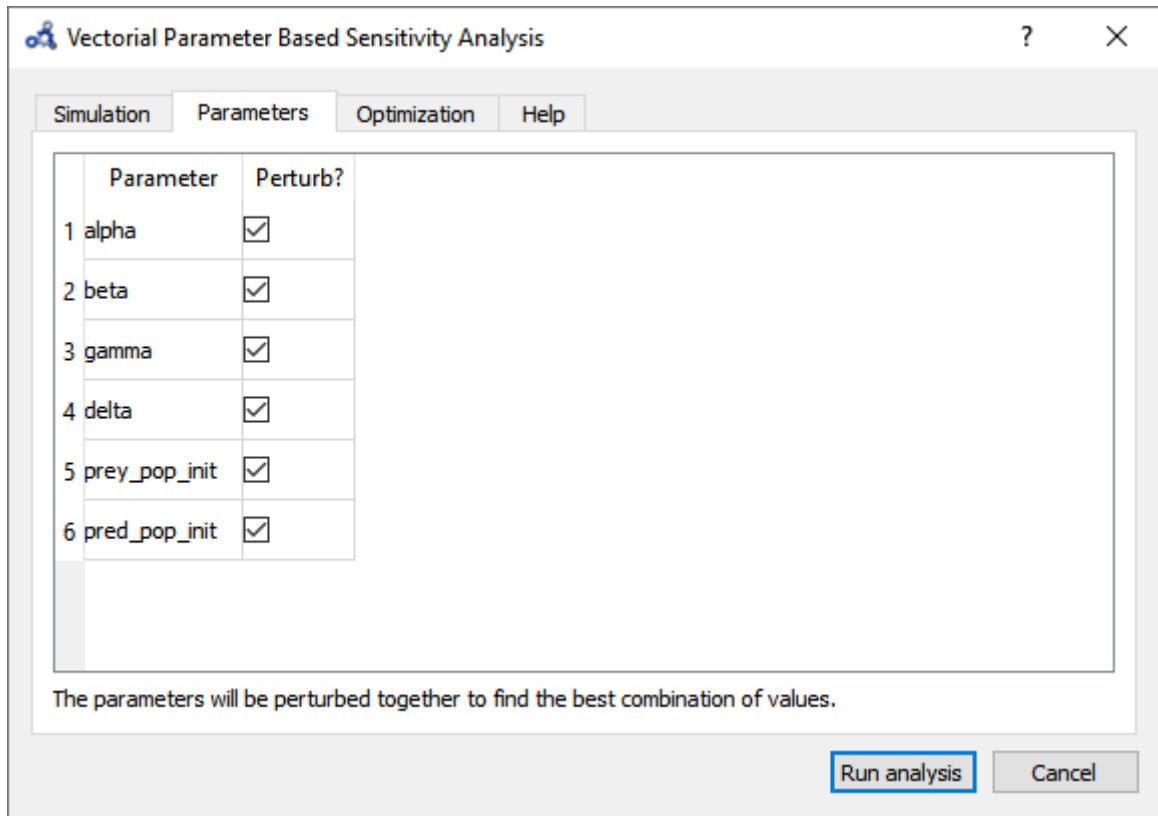 Vectorial Parameter Based Sensitivity Analysis ?
Simulation Parameters Optimization Help
Parameter Perturb?
1 alpha
2 beta
3 gamma
4 delta
5 prey_pop_init
6 pred_pop_init
The parameters will be perturbed together to find the best combination of values.
Run analysis Cancel